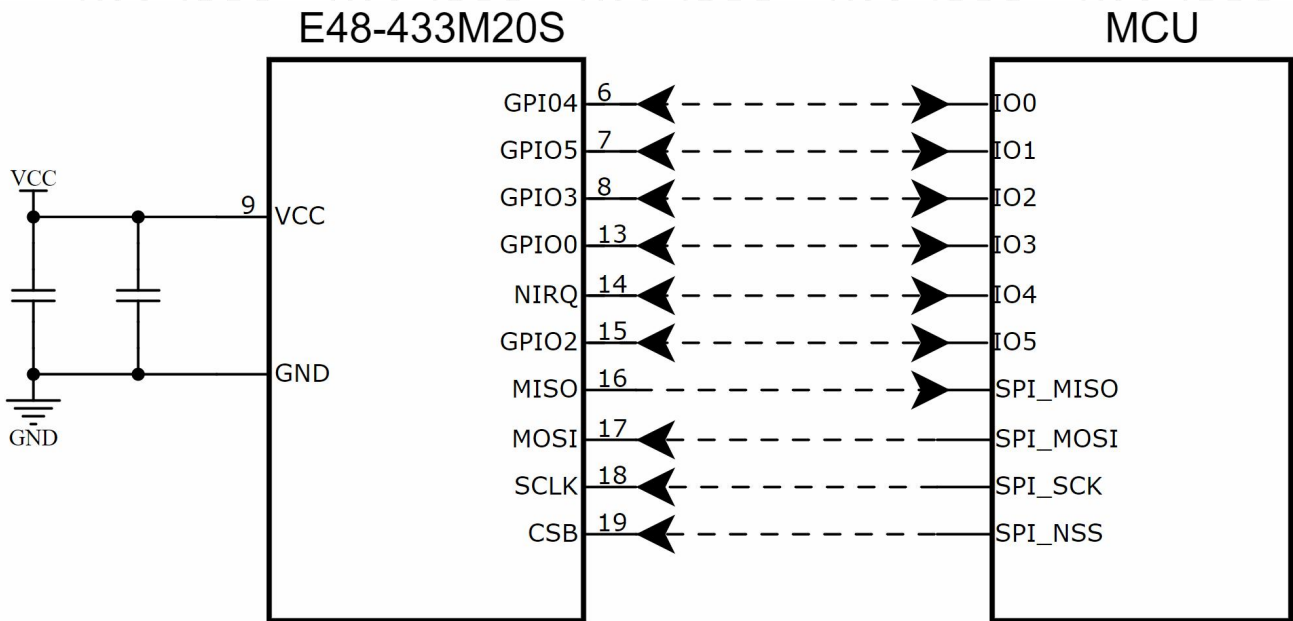 E48-433M20S
MCU
GPI04 6 IO0
GPIO5 7 IO1
VCC
GPIO3 8 IO2
9 VCC
GPIO0 13 IO3
NIRQ 14 IO4
GPIO2 15 IO5
GND
MISO 16 SPI_MISO
GND
MOSI 17 SPI_MOSI
SCLK 18 SPI_SCK
CSB 19 SPI_NSS